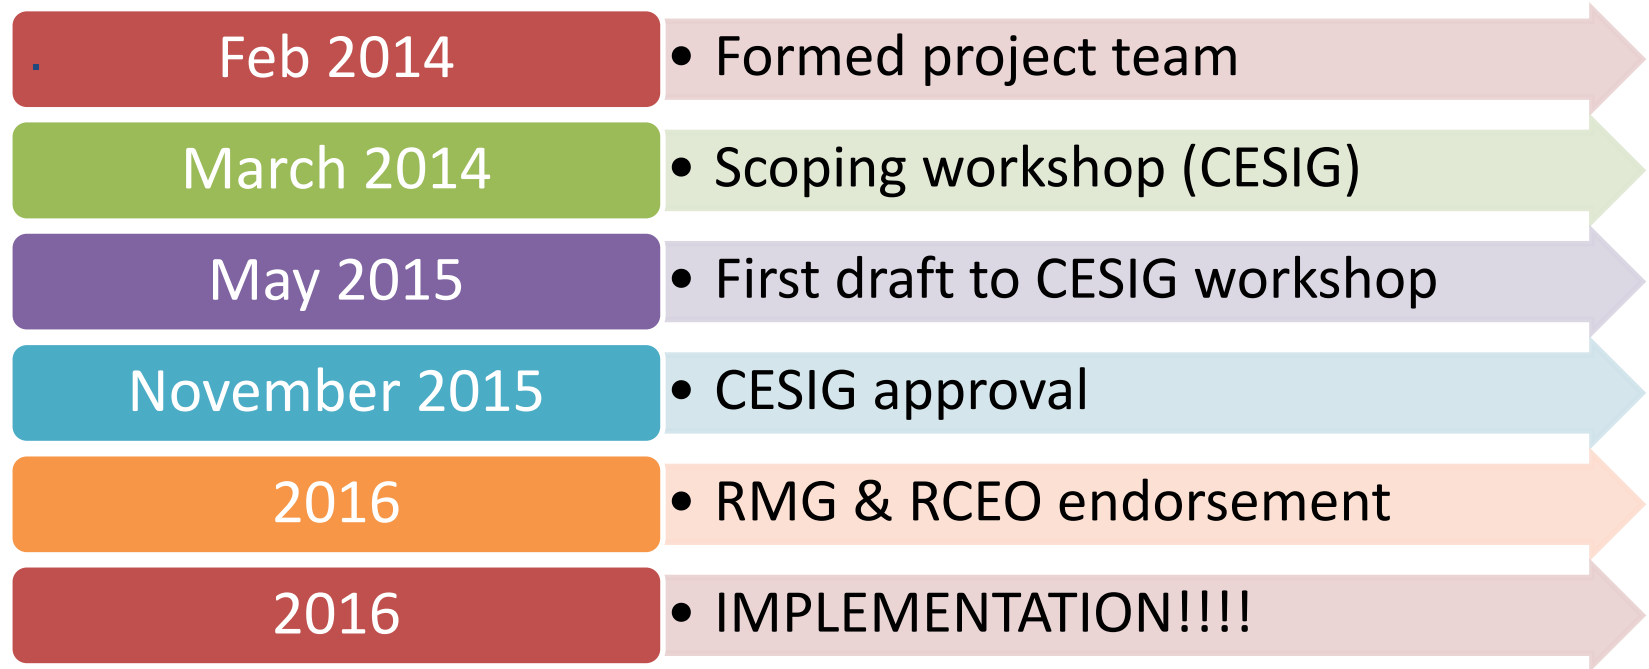 Feb 2014
• Formed project team
March 2014
• Scoping workshop (CESIG)
May 2015
• First draft to CESIG workshop
November 2015
• CESIG approval
2016
• RMG & RCEO endorsement
2016
• IMPLEMENTATION!!!!